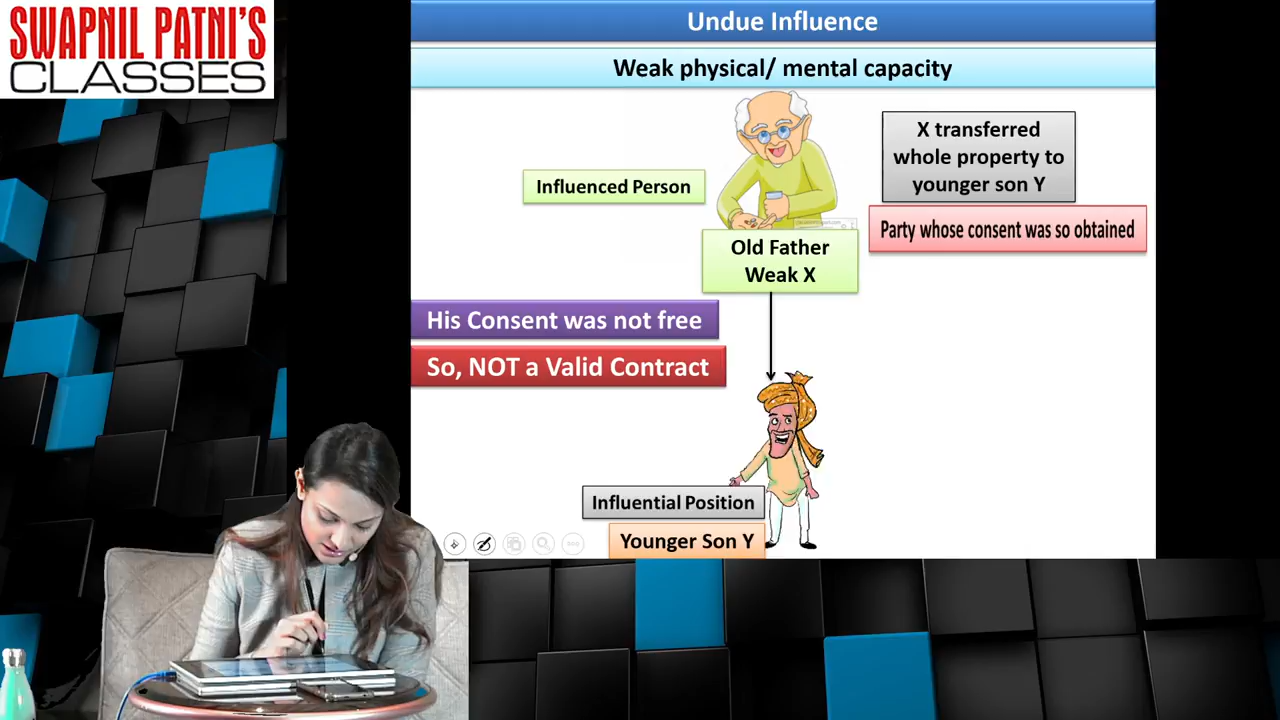 SWAPNIL PATNI'S
CLASSES
Undue Influence
Weak physical/ mental capacity
X transferred
whole property to
younger son Y
Influenced Person
Party whose consent was so obtained
Old Father
Weak X
His Consent was not free
So, NOT a Valid Contract
Influential Position
Younger Son Y